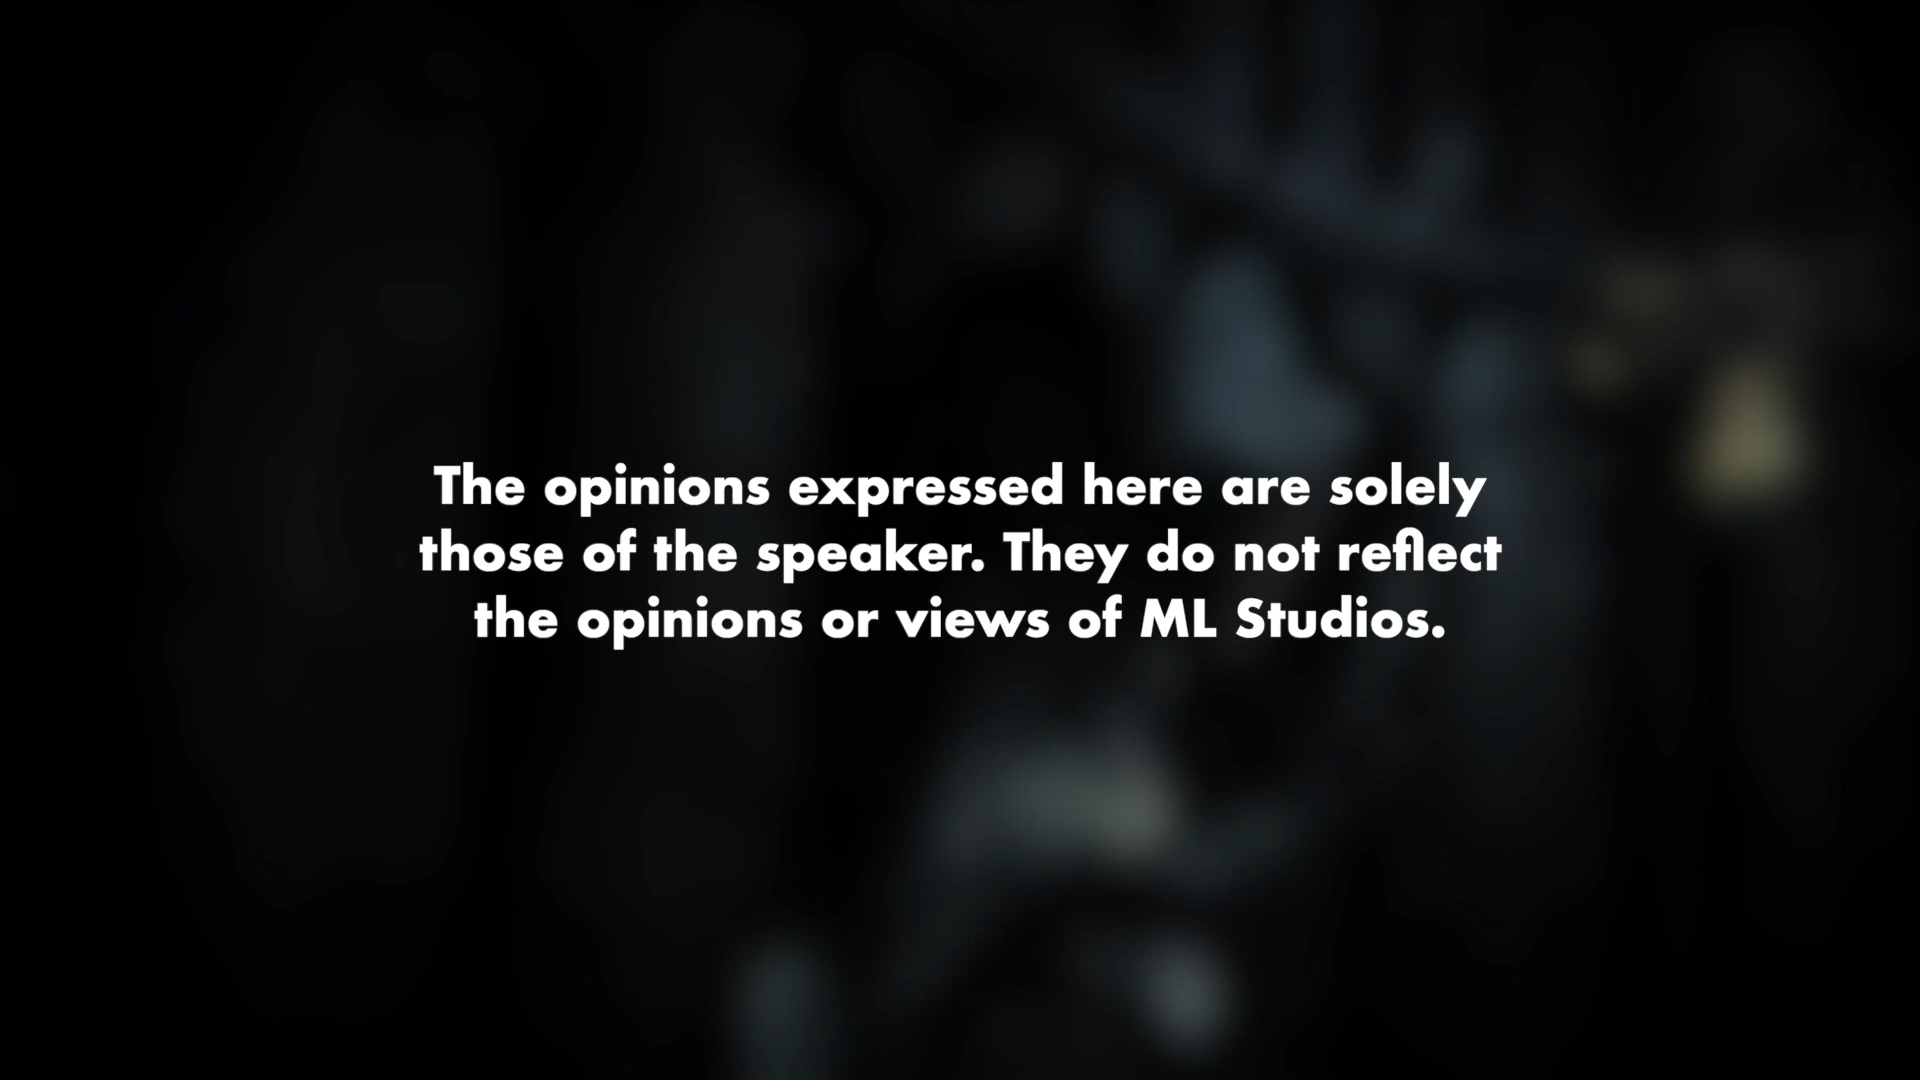 The opinions expressed here are solely
those of the speaker. They do not reflect
the opinions or views of ML Studios.